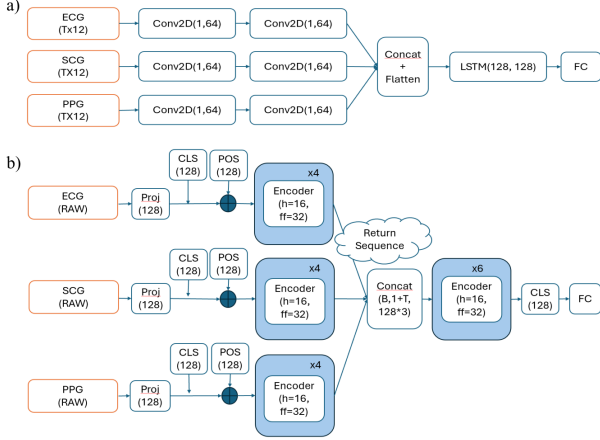 a)
ECG
(Tx12)
Conv2D(1,64)
Conv2D(1,64)
SCG
(TX12)
Conv2D(1,64)
Conv2D(1,64)
PPG
(TX12)
Conv2D(1,64)
Conv2D(1,64)
Concat
+
Flatten
LSTM(128, 128)
FC
b)
ECG
(RAW)
Proj
(128)
CLS
(128)
POS
(128)
x4
Encoder
(h=16,
ff=32)
SCG
(RAW)
Proj
(128)
CLS
(128)
POS
(128)
x4
Encoder
(h=16,
ff=32)
PPG
(RAW)
Proj
(128)
CLS
(128)
POS
(128)
x4
Encoder
(h=16,
ff=32)
Return
Sequence
Concat
(B,1+T,
128*3)
x6
Encoder
(h=16,
ff=32)
CLS
(128)
FC